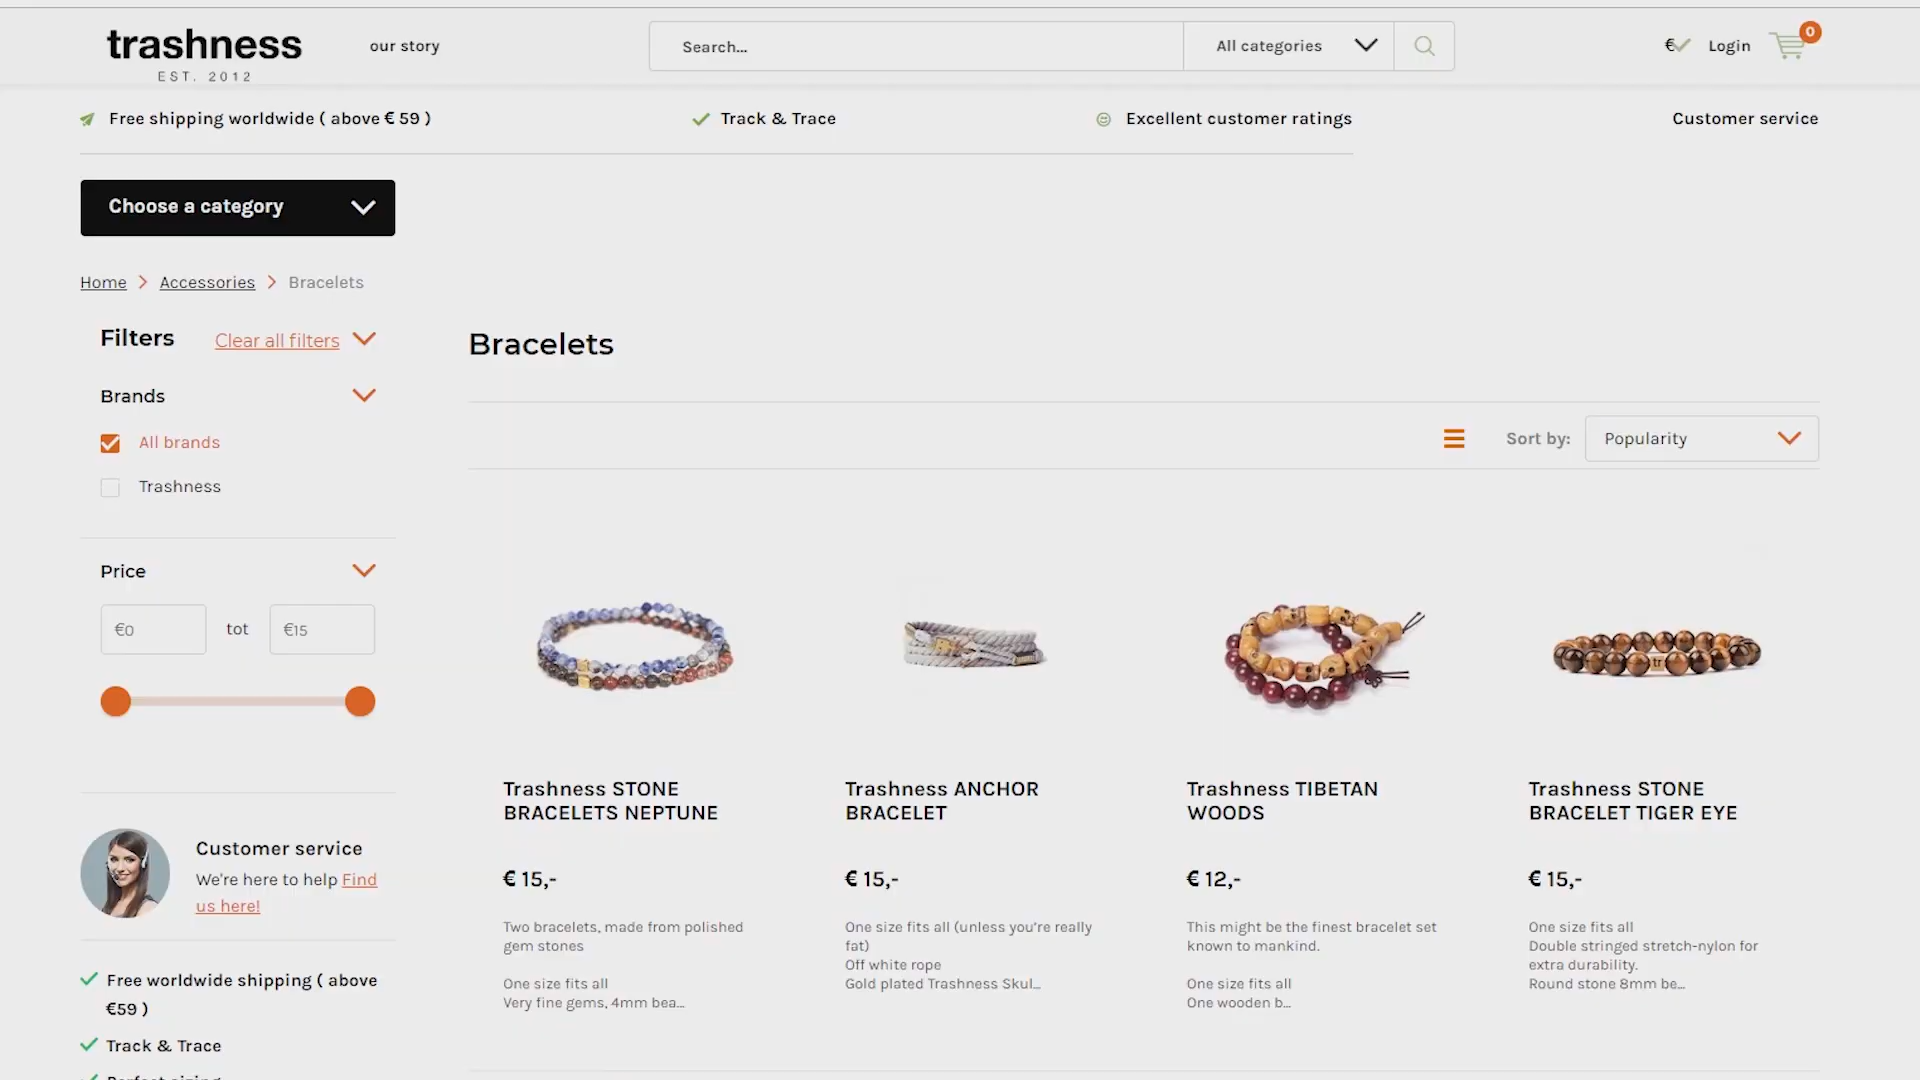 trashness
EST. 2012
our story
Search...
All categories
€
Login
0
Free shipping worldwide ( above € 59 )
Track & Trace
Excellent customer ratings
Customer service
Choose a category
Home
Accessories
Bracelets
Filters
Clear all filters
Brands
All brands
Trashness
Price
€0
tot
€15
Customer service
We're here to help Find
us here!
Free worldwide shipping ( above
€59 )
Track & Trace
Perfect sizing
Bracelets
Sort by:
Popularity
tr
Trashness STONE
BRACELETS NEPTUNE
€ 15,-
Two bracelets, made from polished
gem stones
One size fits all
Very fine gems, 4mm bea...
Trashness ANCHOR
BRACELET
€ 15,-
One size fits all (unless you're really
fat)
Off white rope
Gold plated Trashness Skul...
Trashness TIBETAN
WOODS
€ 12,-
This might be the finest bracelet set
known to mankind.
One size fits all
One wooden b...
Trashness STONE
BRACELET TIGER EYE
€ 15,-
One size fits all
Double stringed stretch-nylon for
extra durability.
Round stone 8mm be...